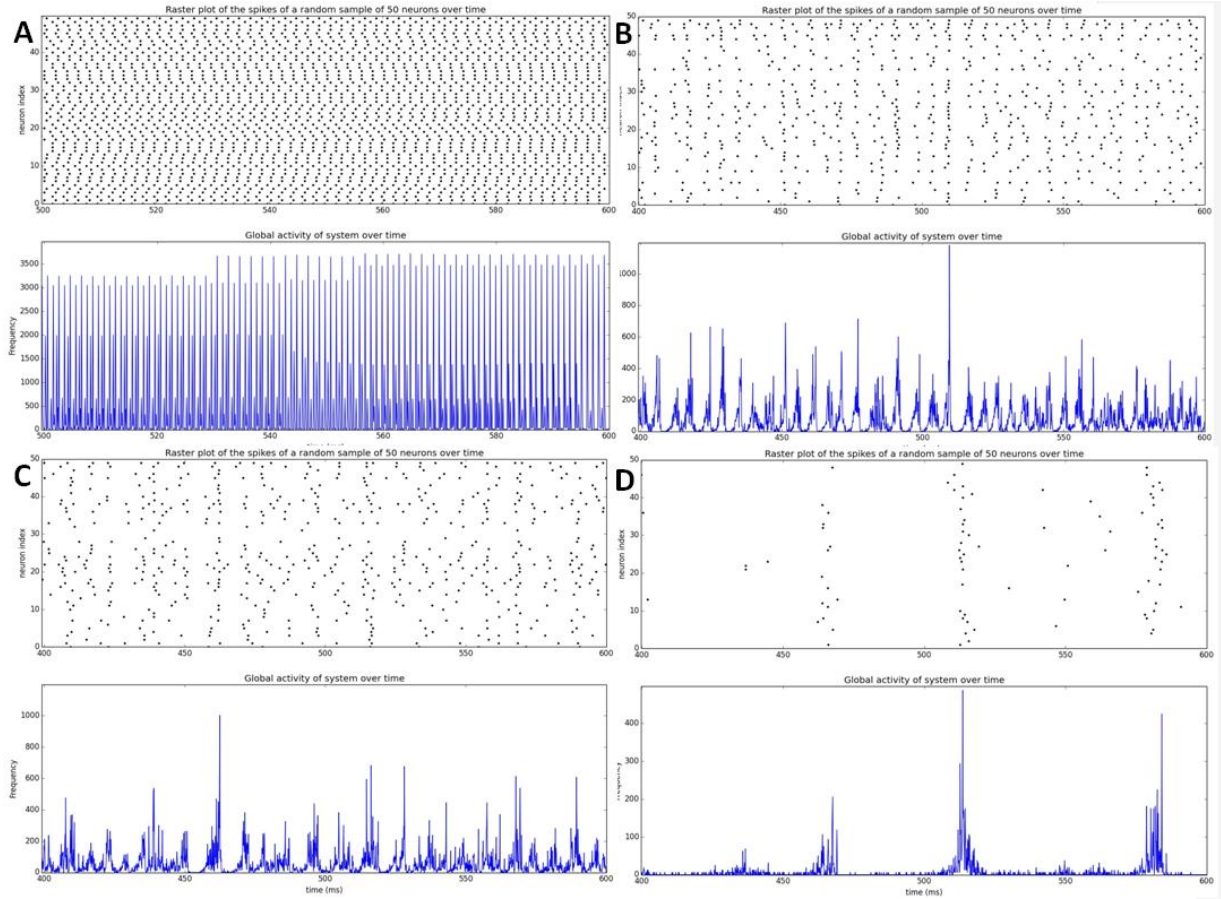 A
Raster plot of the spikes of a random sample of 50 neurons over time
neuron index
40
30
20
10
0
500 520 540 560 580 600
Global activity of system over time
Frequency
3500
3000
2500
2000
1500
1000
500
0
500 520 540 560 580 600
B
Raster plot of the spikes of a random sample of 50 neurons over time
50
40
30
20
10
0
400 450 500 550 600
Global activity of system over time
1000
800
600
400
200
0
400 450 500 550 600
C
Raster plot of the spikes of a random sample of 50 neurons over time
neuron index
50
40
30
20
10
0
400 450 500 550 600
Global activity of system over time
Frequency
1000
800
600
400
200
0
400 450 500 550 600
time (ms)
D
Raster plot of the spikes of a random sample of 50 neurons over time
neuron index
50
40
30
20
10
0
400 450 500 550 600
Global activity of system over time
400
300
200
100
0
400 450 500 550 600
time (ms)